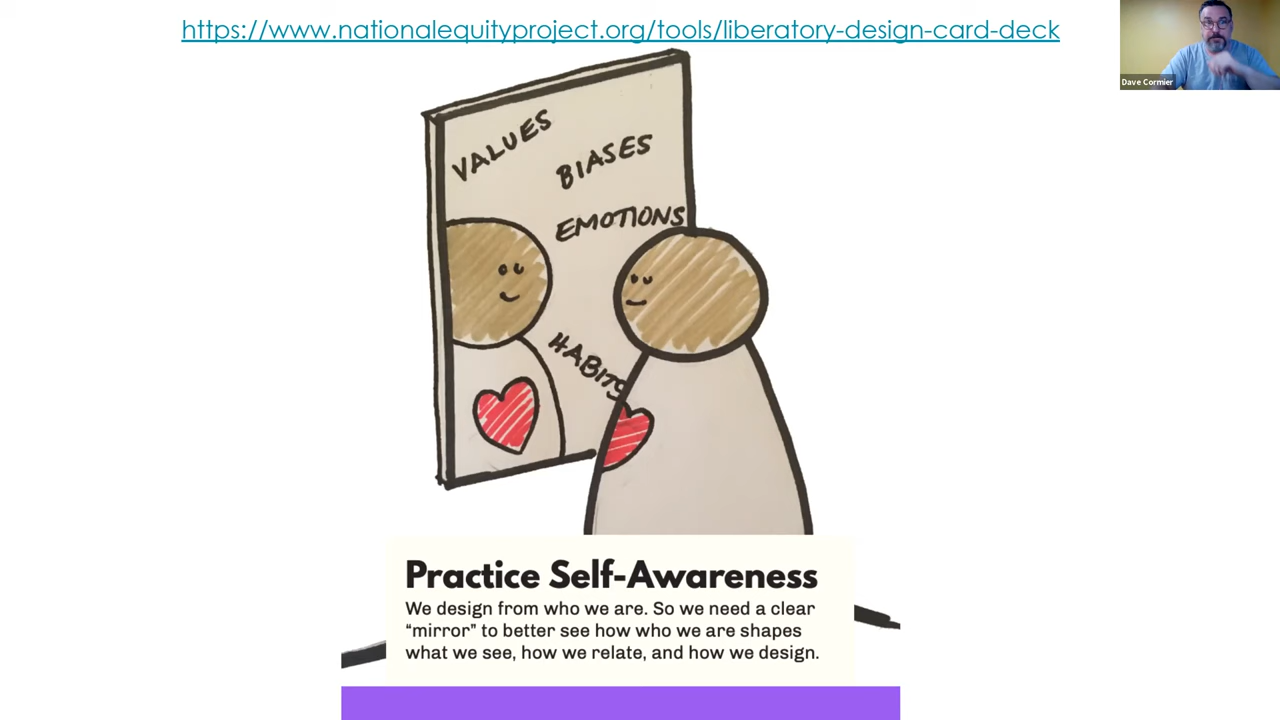 https://www.nationalequityproject.org/tools/liberatory-design-card-deck
Dave Cormier
VALUES
BIASES
EMOTIONS
HABITS
Practice Self-Awareness
We design from who we are. So we need a clear
“mirror” to better see how who we are shapes
what we see, how we relate, and how we design.